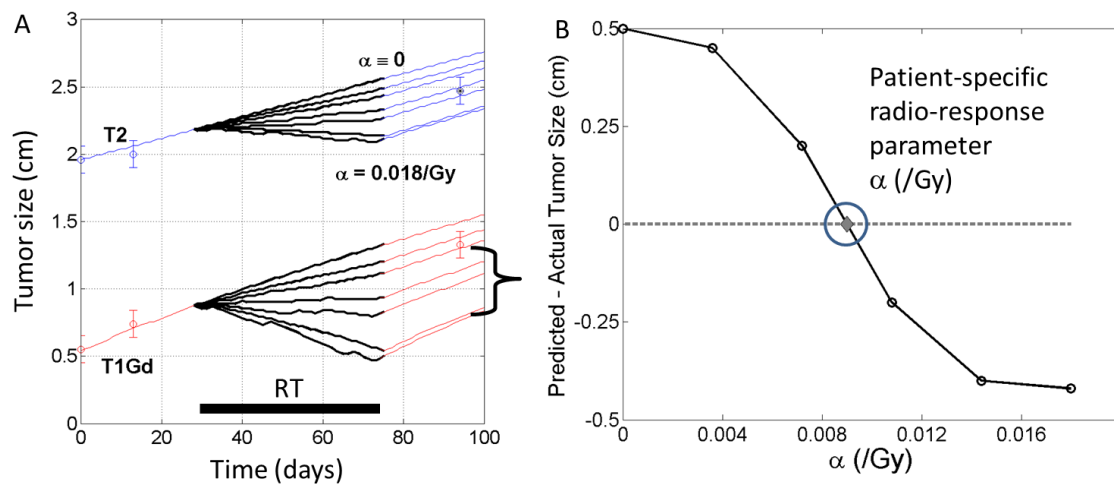 A
3
2.5
2
1.5
1
0.5
0
Tumor size (cm)
α ≡ 0
T2
α = 0.018/Gy
T1Gd
RT
0
20
40
60
80
100
Time (days)
B
0.5
0.25
0
-0.25
-0.5
Predicted - Actual Tumor Size (cm)
Patient-specific
radio-response
parameter
α (/Gy)
0
0.004
0.008
0.012
0.016
α (/Gy)